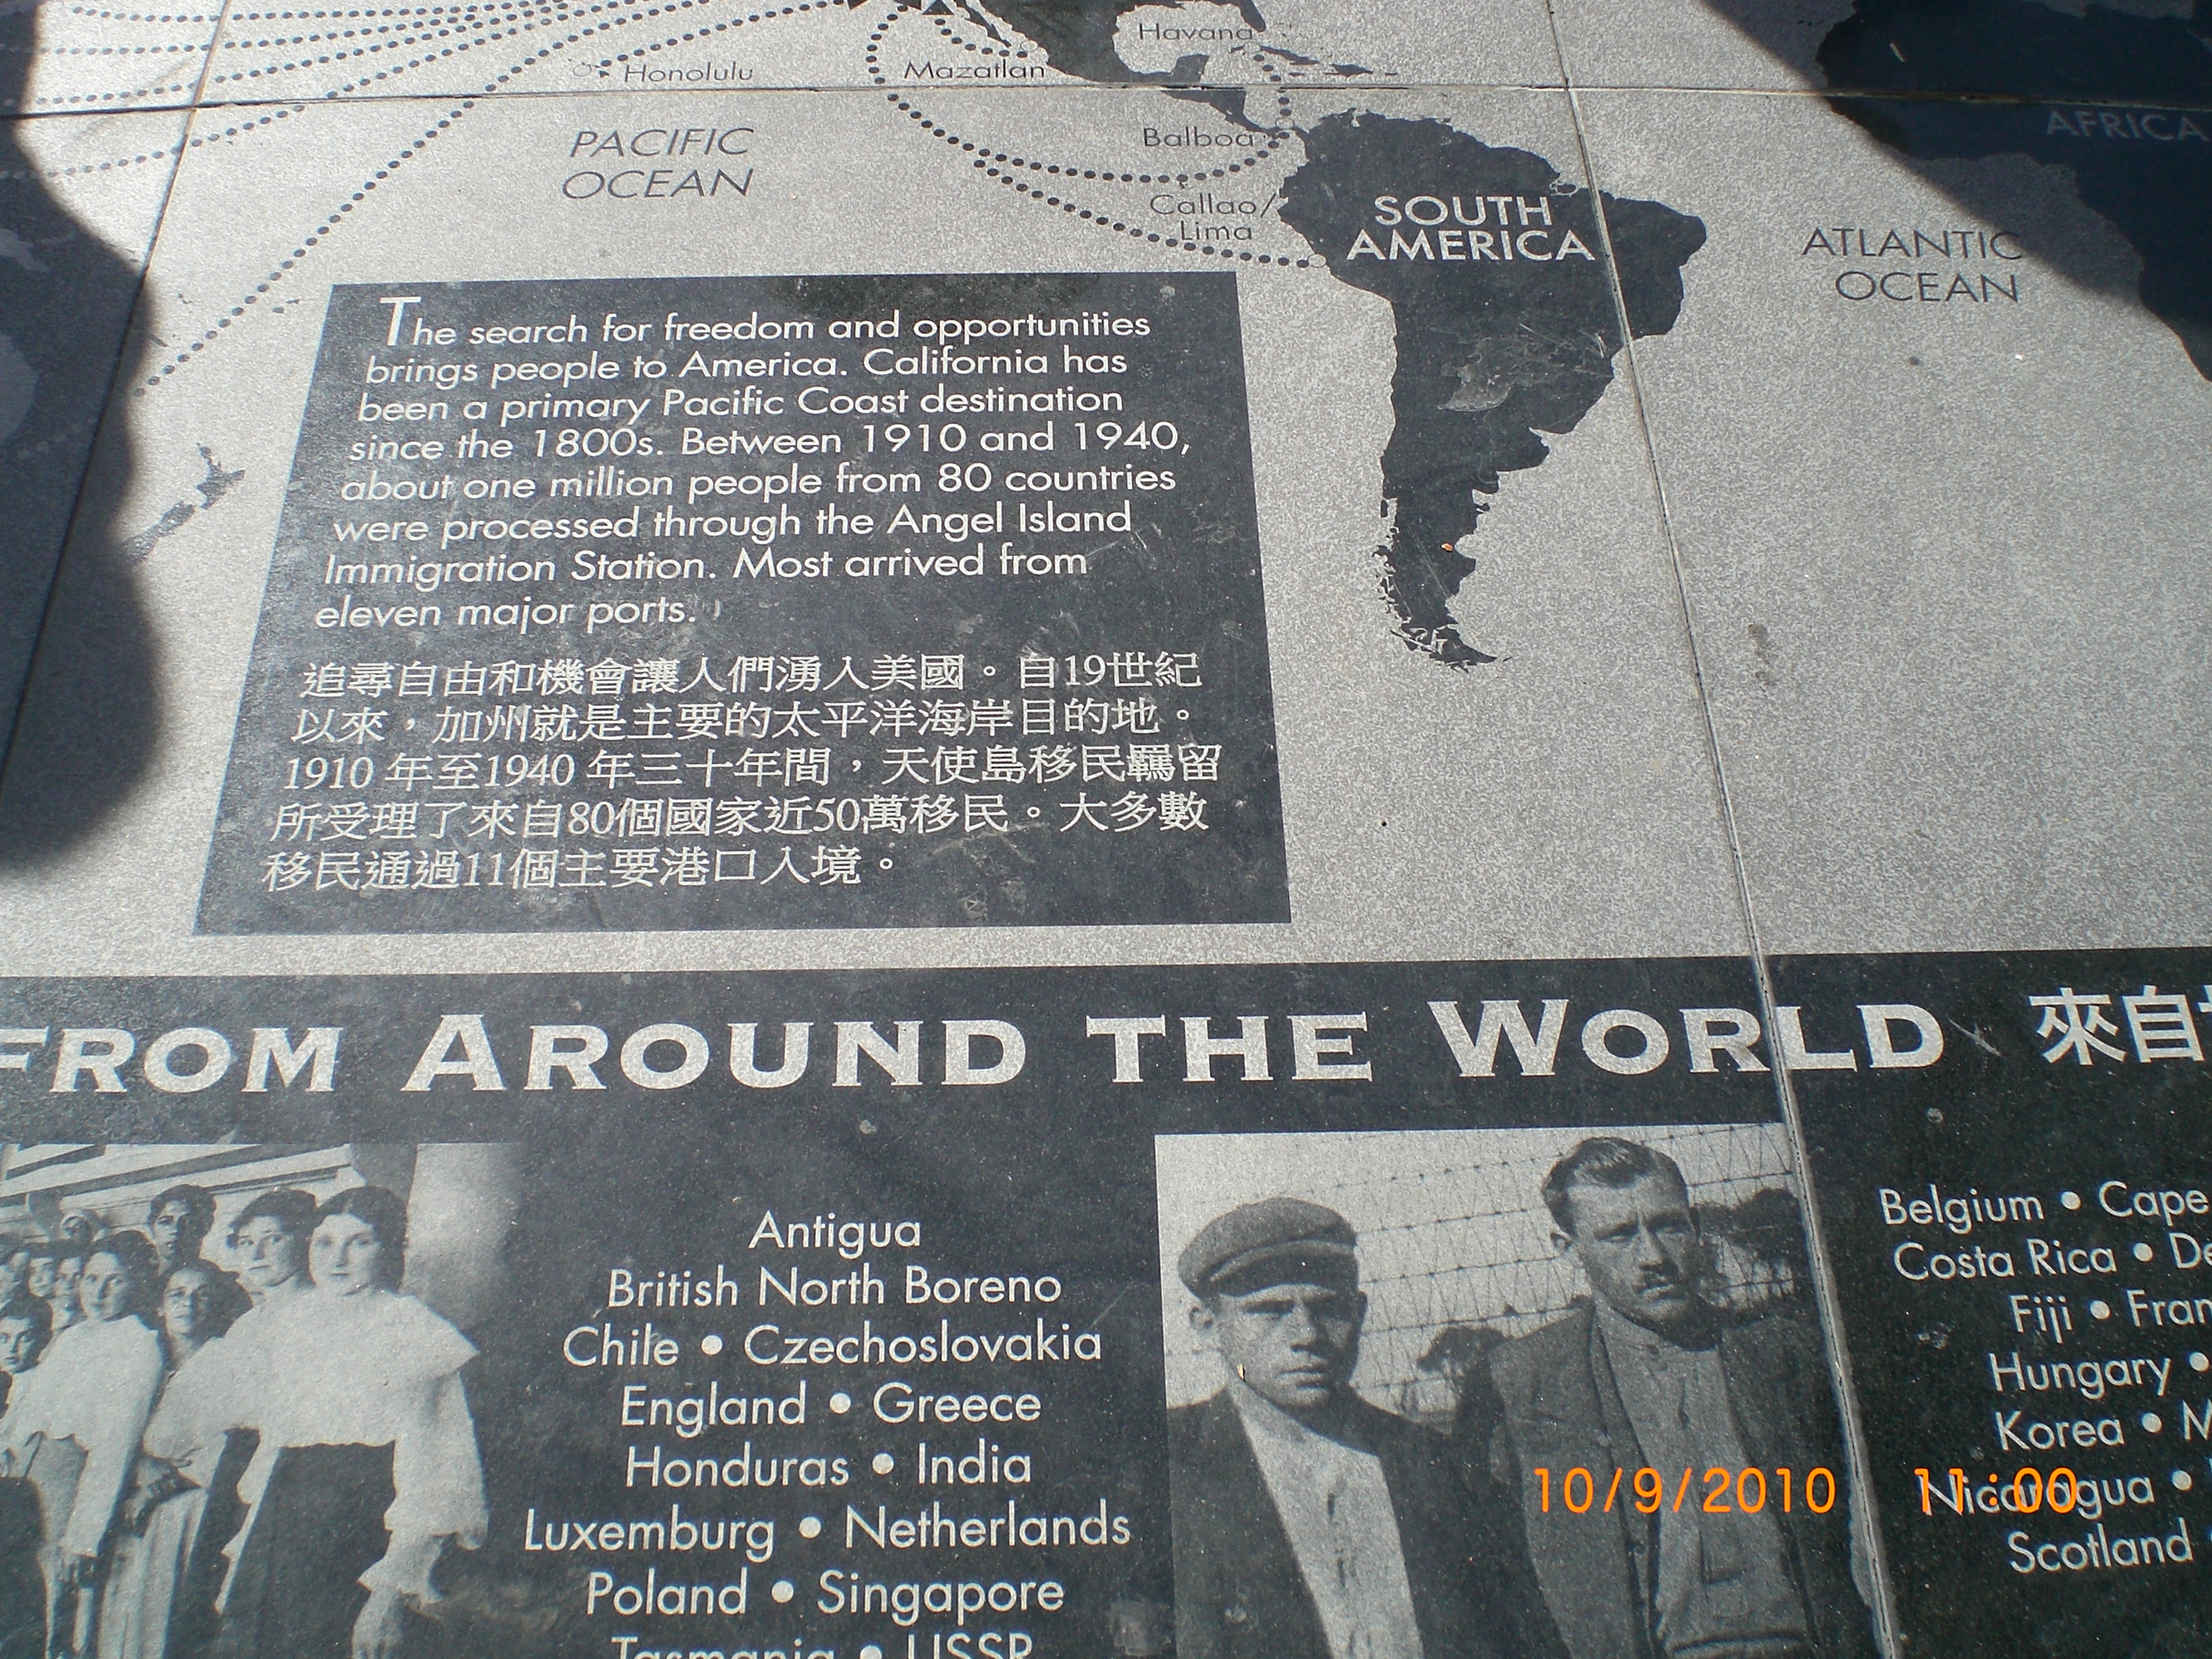 Havana
Honolulu
Mazatlan
PACIFIC
OCEAN
Balboa
Callao/
Lima
SOUTH
AMERICA
AFRICA
ATLANTIC
OCEAN
The search for freedom and opportunities
brings people to America. California has
been a primary Pacific Coast destination
since the 1800s. Between 1910 and 1940,
about one million people from 80 countries
were processed through the Angel Island
Immigration Station. Most arrived from
eleven major ports.
追尋自由和機會讓人們湧入美國。自19世紀
以來，加州就是主要的太平洋海岸目的地。
1910 年至1940 年三十年間，天使島移民羈留
所受理了來自80個國家近50萬移民。大多數
移民通過11個主要港口入境。
FROM AROUND THE WORLD 來自
Antigua
British North Boreno
Chile • Czechoslovakia
England • Greece
Honduras • India
Luxemburg • Netherlands
Poland • Singapore
Tasmania • USSR
Belgium • Cape
Costa Rica • De
Fiji • Fran
Hungary •
Korea • M
Nicaragua •
Scotland
10/9/2010 11:00